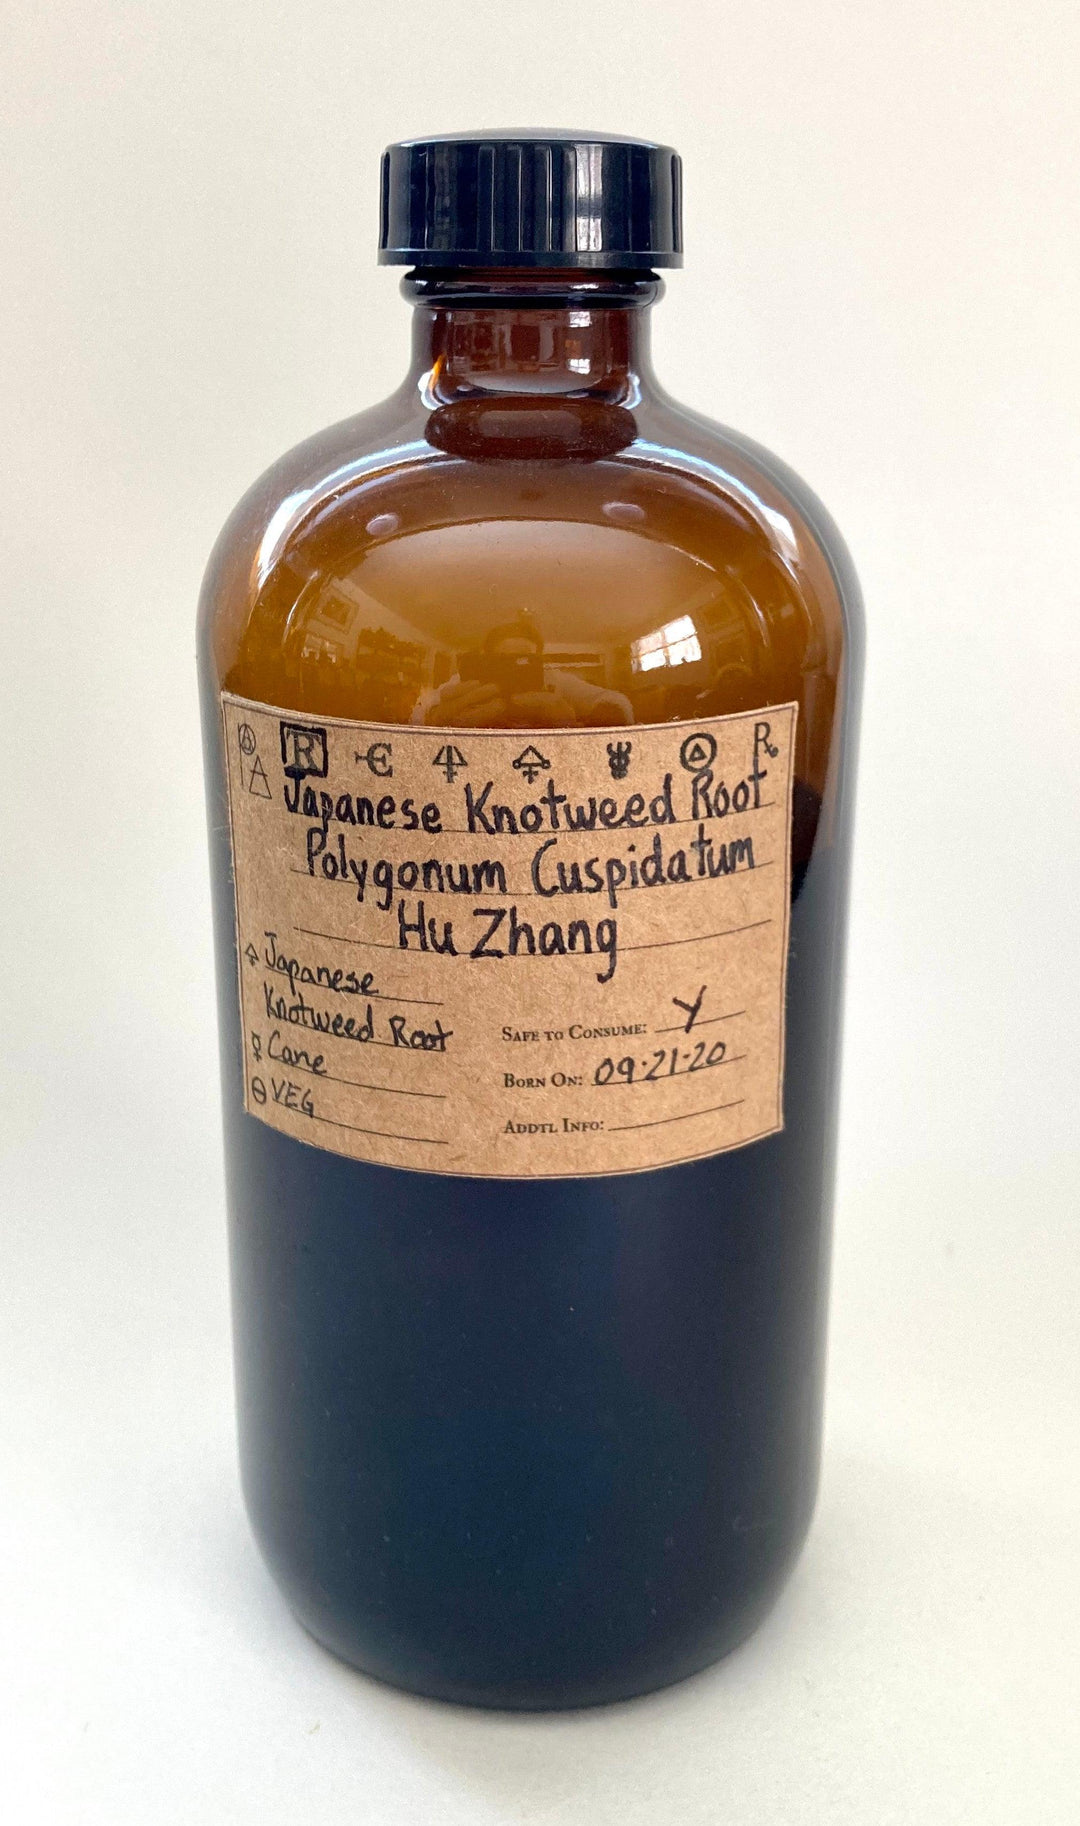 R ℞
Japanese Knotweed Root
Polygonum Cuspidatum
Hu Zhang
Japanese
Knotweed Root
Cane
VEG
SAFE TO CONSUME: Y
BORN ON: 09·21·20
ADDTL INFO: